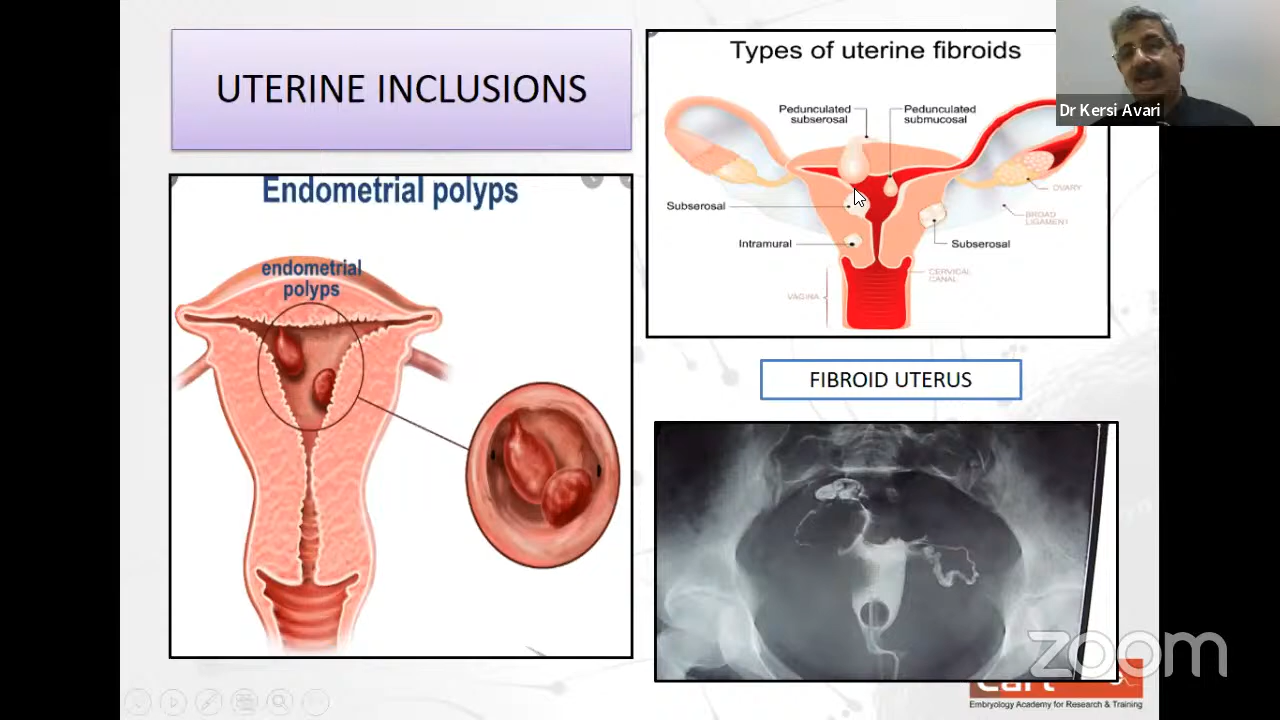 UTERINE INCLUSIONS
Endometrial polyps
endometrial
polyps
Types of uterine fibroids
Pedunculated
subserosal
Pedunculated
submucosal
Subserosal
Intramural
Subserosal
OVARY
BROAD
LIGAMENT
CERVICAL
CANAL
VAGINA
Dr Kersi Avari
FIBROID UTERUS
zoom
Embryology Academy for Research & Training